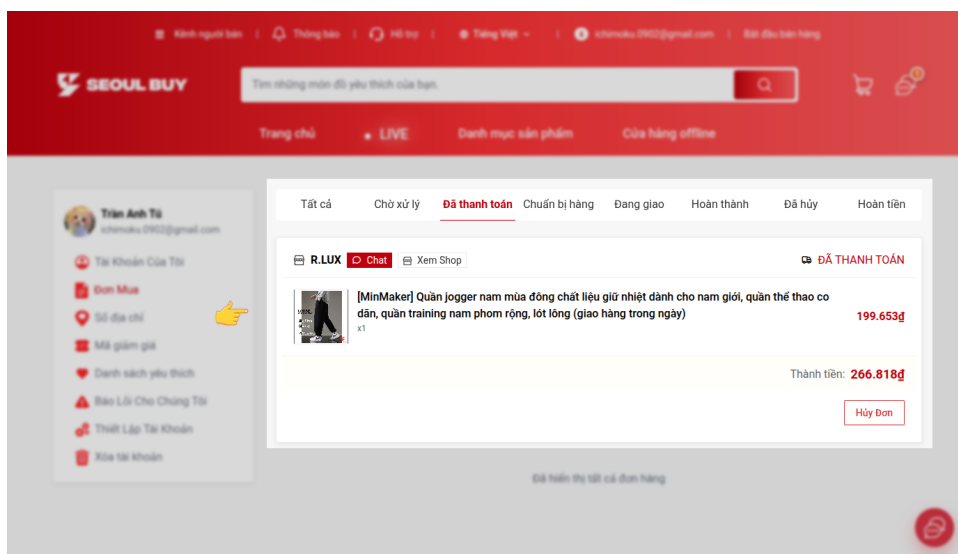 Kênh người bán
Thông báo
Hỗ trợ
Tiếng Việt
ichimoku.0902@gmail.com
Bắt đầu bán hàng
SEOUL BUY
Tìm những món đồ yêu thích của bạn.
Trang chủ
LIVE
Danh mục sản phẩm
Cửa hàng offline
Trần Anh Tú
ichimoku.0902@gmail.com
Tài Khoản Của Tôi
Đơn Mua
Sổ địa chỉ
Mã giảm giá
Danh sách yêu thích
Báo Lỗi Cho Chúng Tôi
Thiết Lập Tài Khoản
Xóa tài khoản
Tất cả
Chờ xử lý
Đã thanh toán
Chuẩn bị hàng
Đang giao
Hoàn thành
Đã hủy
Hoàn tiền
R.LUX
Chat
Xem Shop
ĐÃ THANH TOÁN
[MinMaker] Quần jogger nam mùa đông chất liệu giữ nhiệt dành cho nam giới, quần thể thao co
dãn, quần training nam phom rộng, lót lông (giao hàng trong ngày)
x1
199.653₫
Thành tiền: 266.818₫
Hủy Đơn
Đã hiển thị tất cả đơn hàng